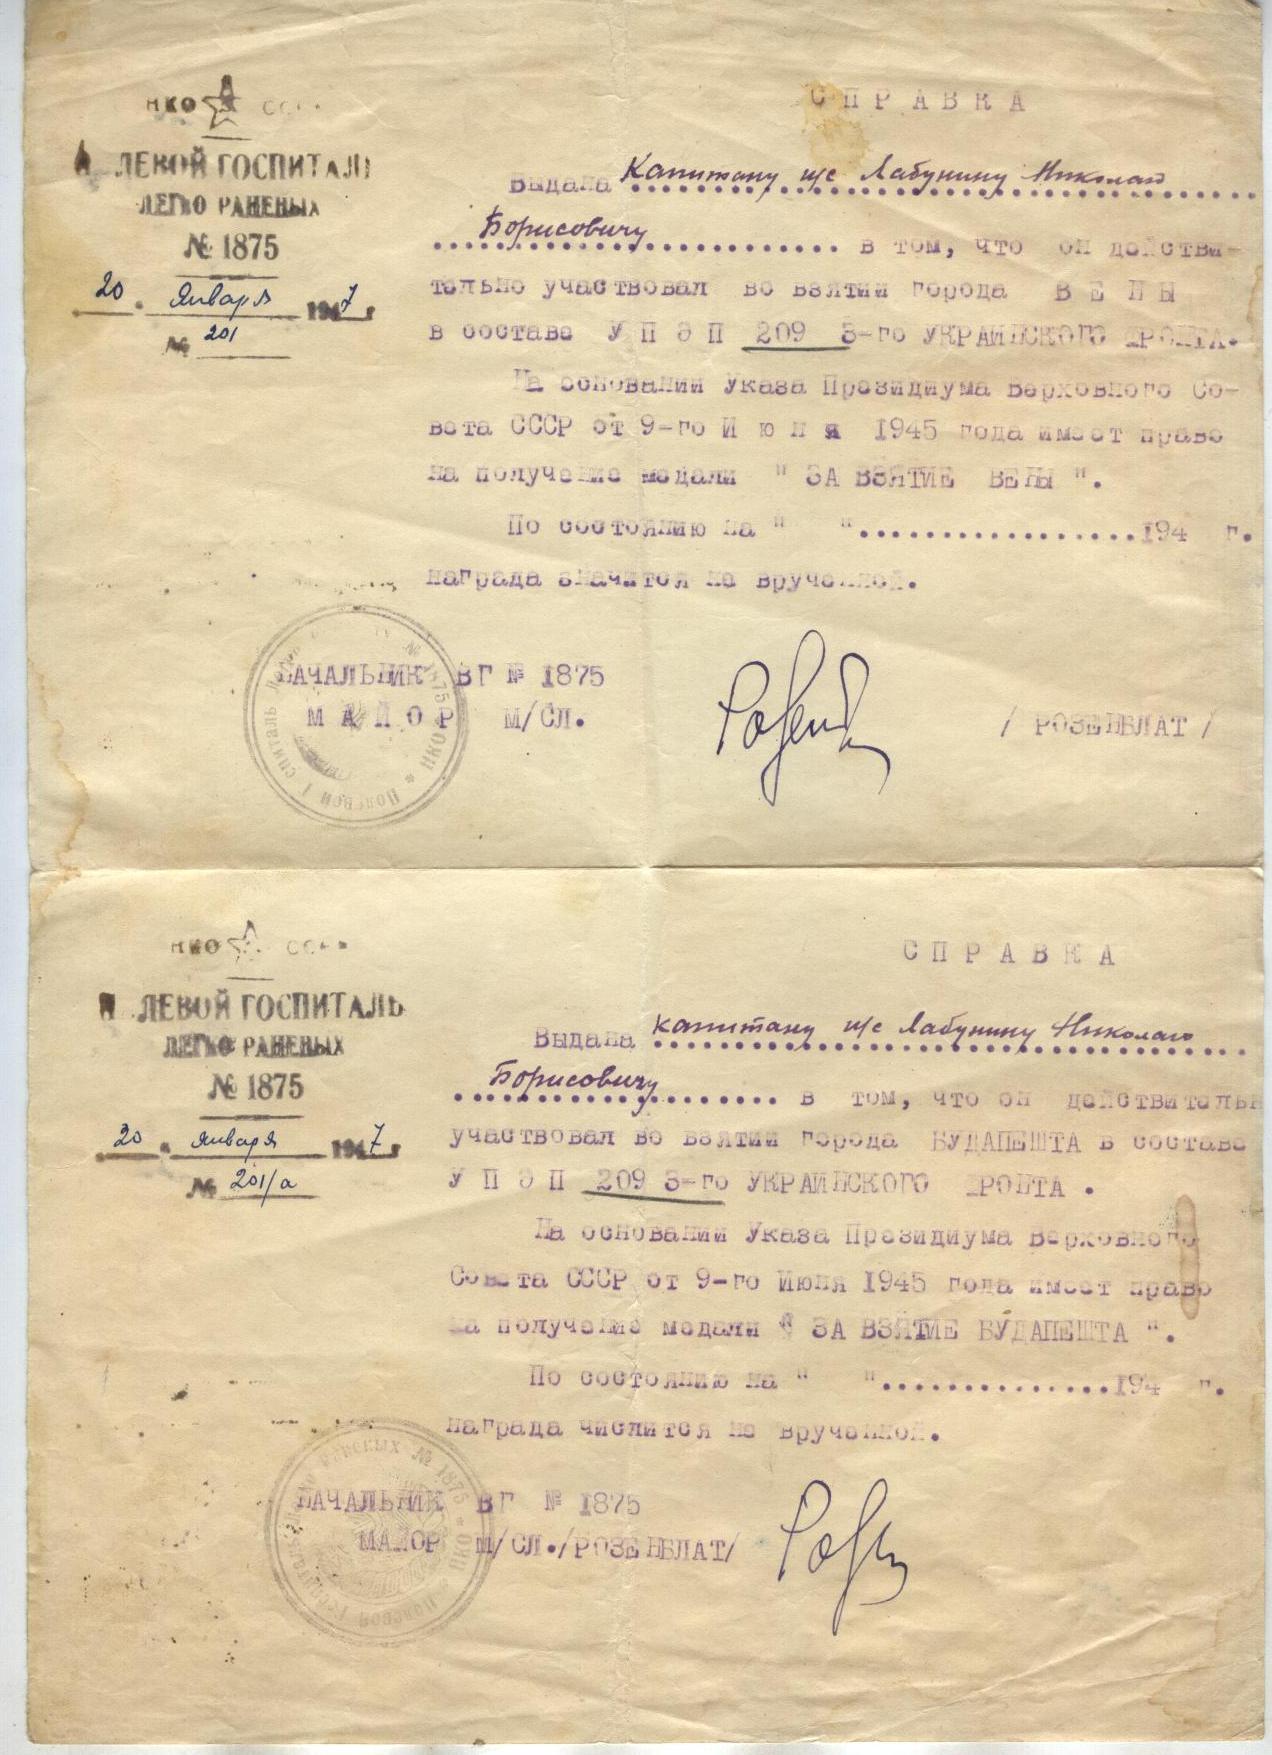 НКО СССР
ПОЛЕВОЙ ГОСПИТАЛЬ
ЛЕГКО РАНЕНЫХ
№ 1875
20 . января 1947 г
№ 201
СПРАВКА
Выдана Капитану и/с Лабунину Николаю
Борисовичу в том, что он действи-
тельно участвовал во взятии города ВЕНЫ
в составе УПЭП 209 3-го УКРАИНСКОГО ФРОНТА.
На основании Указа Президиума Верховного Со-
вета СССР от 9-го Июня 1945 года имеет право
на получение медали " ЗА ВЗЯТИЕ ВЕНЫ ".
По состоянию на " "..................194 г.
награда значится не врученной.
НАЧАЛЬНИК ВГ № 1875
МАЙОР М/СЛ.
/ РОЗЕНБЛАТ /
НКО СССР
ПОЛЕВОЙ ГОСПИТАЛЬ
ЛЕГКО РАНЕНЫХ
№ 1875
20 . января 1947 г
№ 201/а
СПРАВКА
Выдана капитану и/с Лабунину Николаю
Борисовичу в том, что он действительн
участвовал во взятии города БУДАПЕШТА в составе
УПЭП 209 3-го УКРАИНСКОГО ФРОНТА .
На основании Указа Президиума Верховного
Совета СССР от 9-го Июня 1945 года имеет право
на получение медали " ЗА ВЗЯТИЕ БУДАПЕШТА ".
По состоянию на " "...............194 г.
награда числится не врученной.
НАЧАЛЬНИК ВГ № 1875
МАЙОР М/СЛ./РОЗЕНБЛАТ/